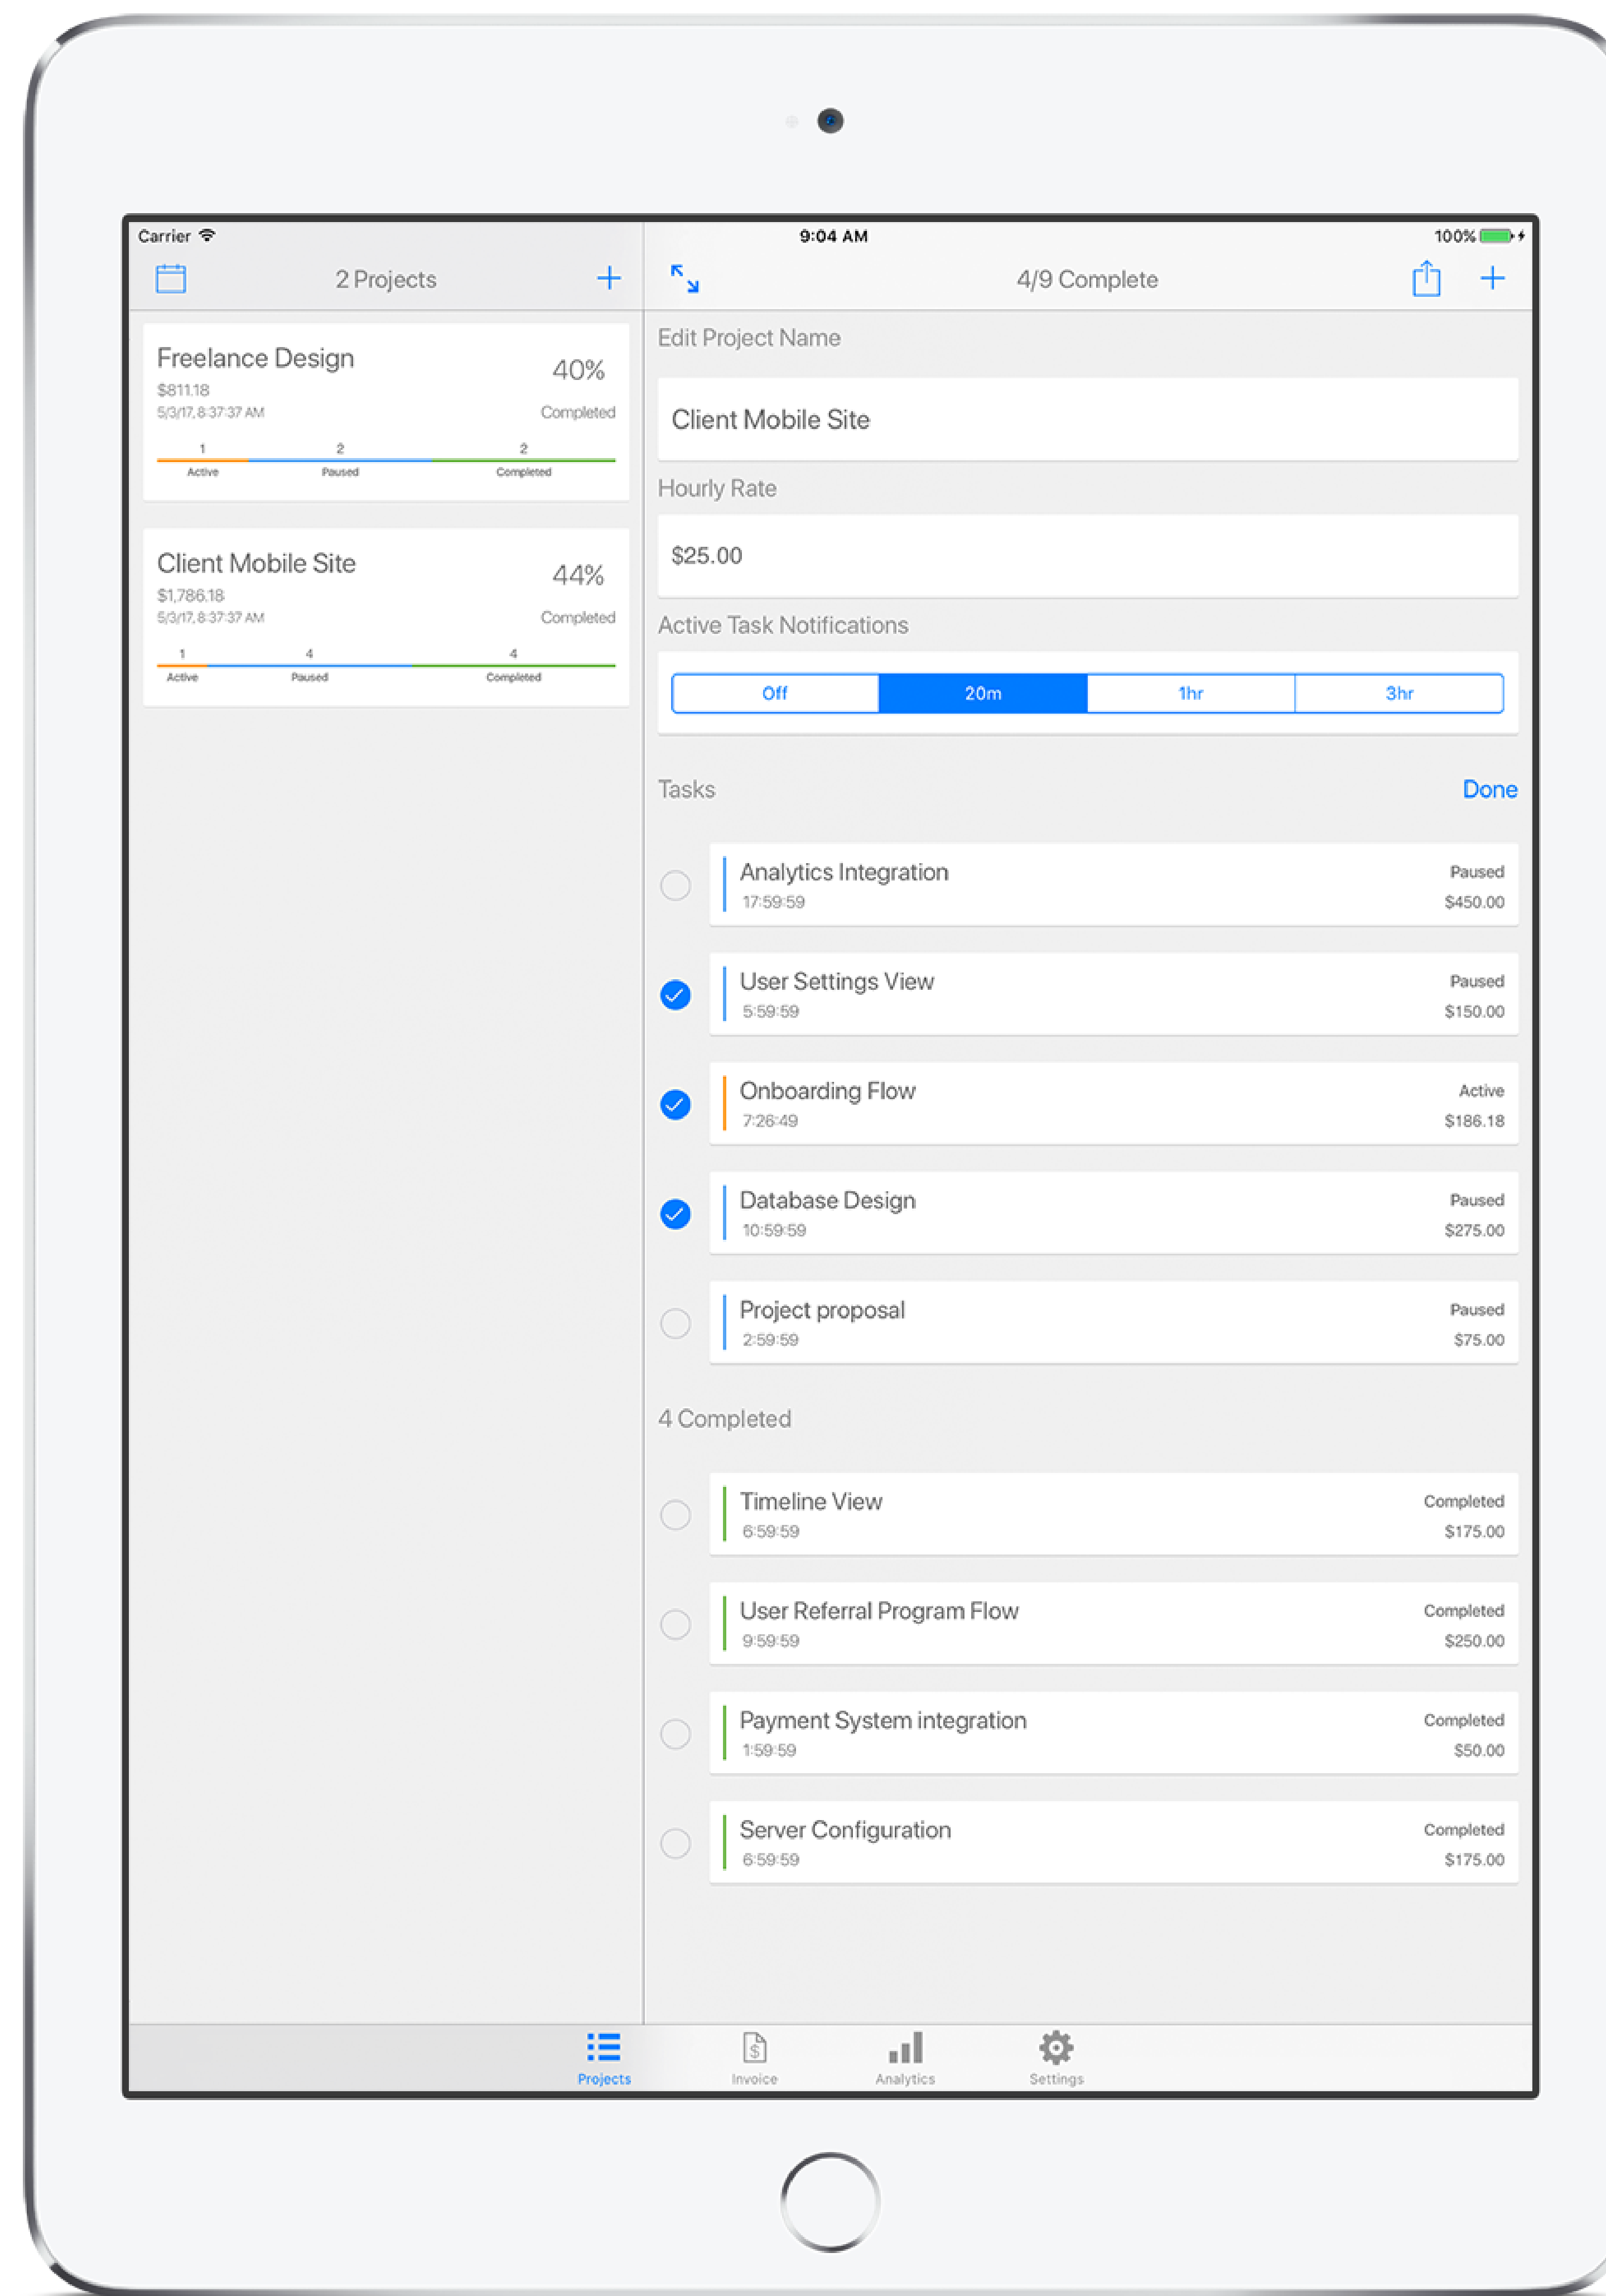 Carrier
9:04 AM
100%
2 Projects
4/9 Complete
Freelance Design
$811.18
5/3/17, 8:37:37 AM
40%
Completed
1
2
2
Active
Paused
Completed
Client Mobile Site
$1,786.18
5/3/17, 8:37:37 AM
44%
Completed
1
4
4
Active
Paused
Completed
Edit Project Name
Client Mobile Site
Hourly Rate
$25.00
Active Task Notifications
Off
20m
1hr
3hr
Tasks
Done
Analytics Integration
Paused
17:59:59
$450.00
User Settings View
Paused
5:59:59
$150.00
Onboarding Flow
Active
7:26:49
$186.18
Database Design
Paused
10:59:59
$275.00
Project proposal
Paused
2:59:59
$75.00
4 Completed
Timeline View
Completed
6:59:59
$175.00
User Referral Program Flow
Completed
9:59:59
$250.00
Payment System integration
Completed
1:59:59
$50.00
Server Configuration
Completed
6:59:59
$175.00
Projects
$
Invoice
Analytics
Settings